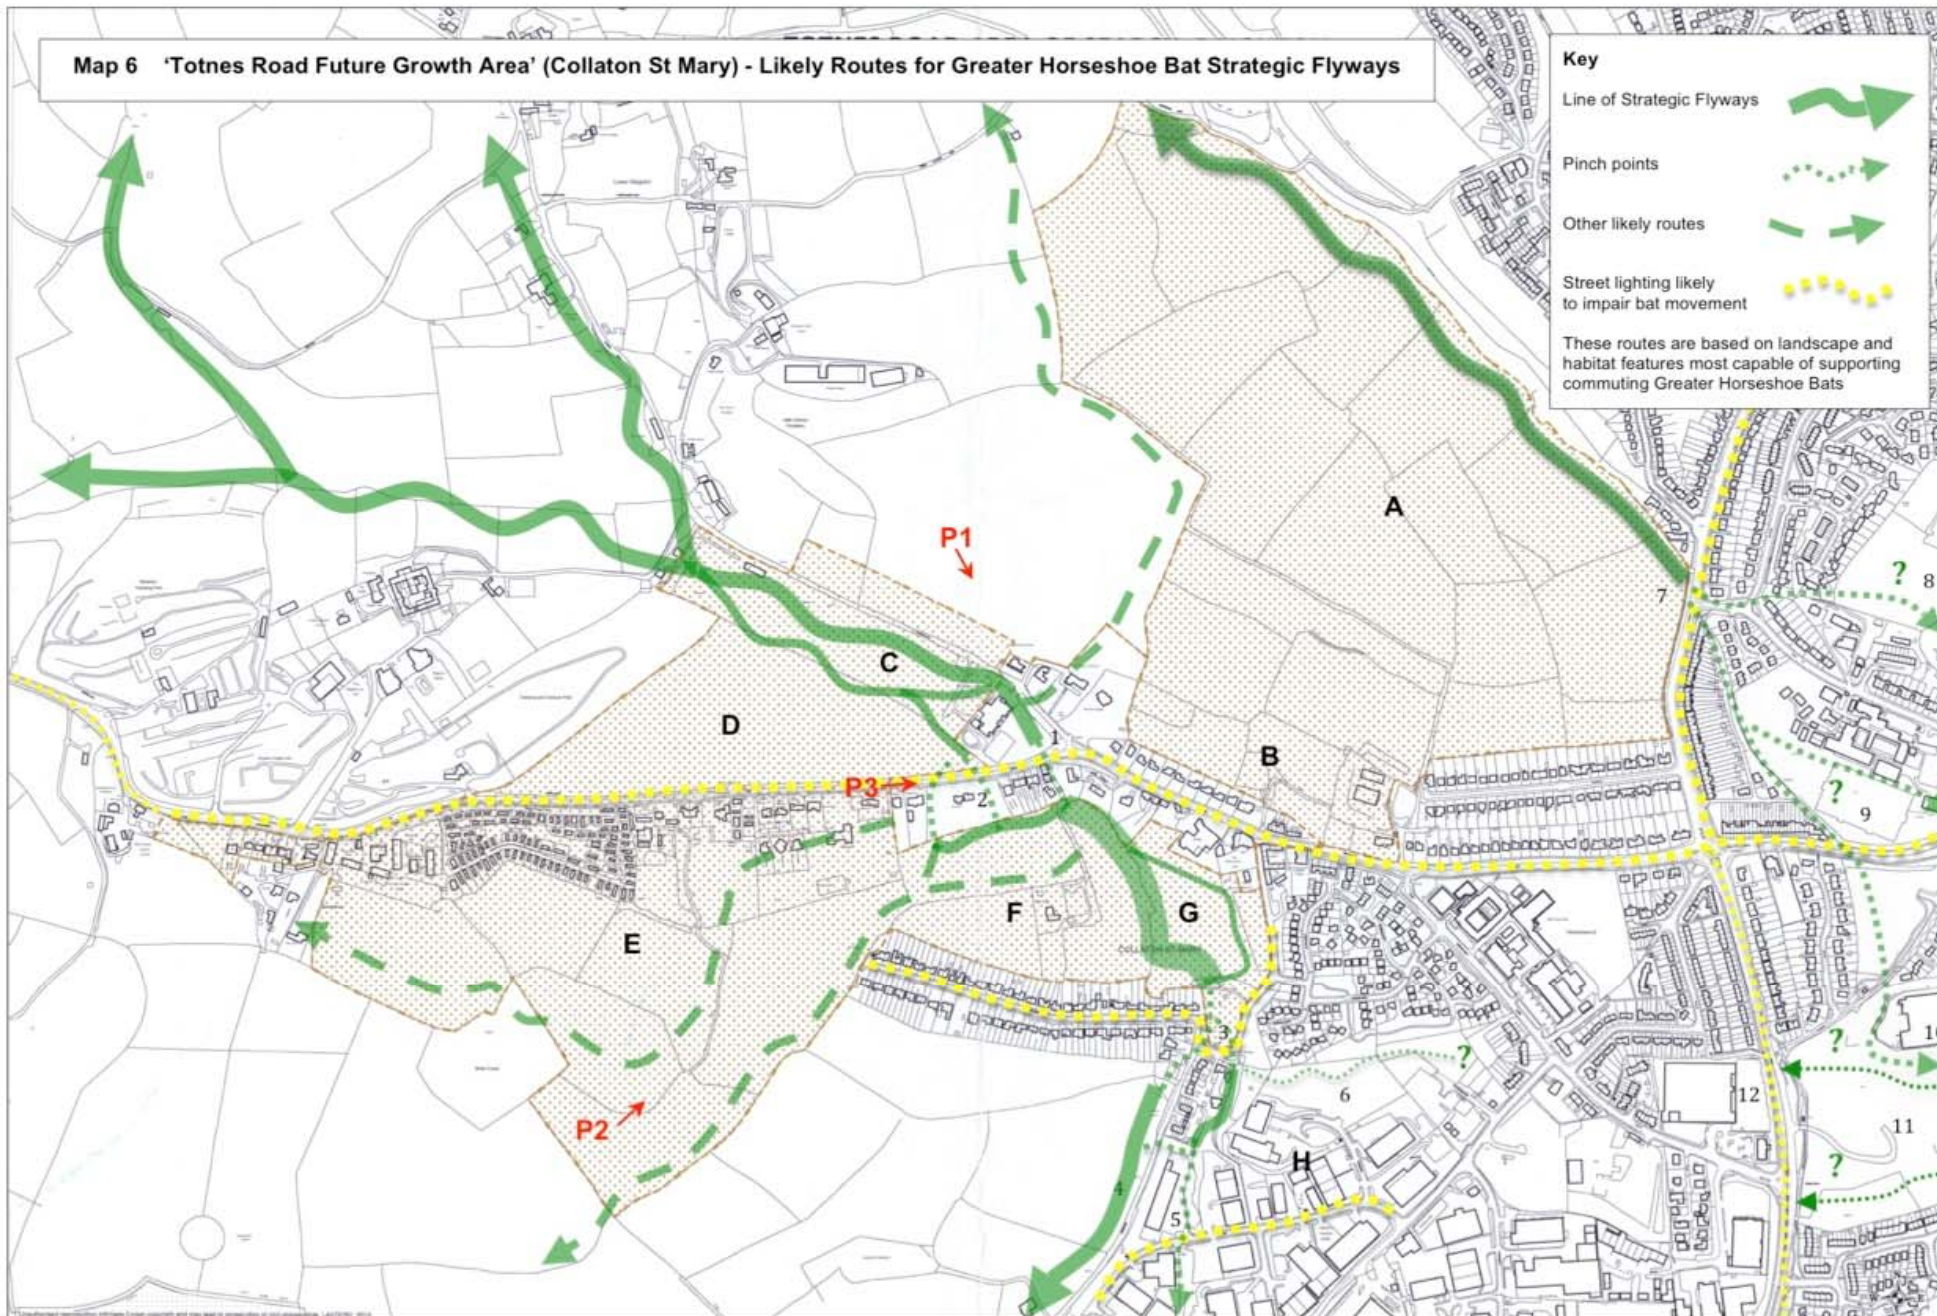 Map 6 'Totnes Road Future Growth Area' (Collaton St Mary) - Likely Routes for Greater Horseshoe Bat Strategic Flyways
Key
Line of Strategic Flyways
Pinch points
Other likely routes
Street lighting likely
to impair bat movement
These routes are based on landscape and
habitat features most capable of supporting
commuting Greater Horseshoe Bats
A
P1
?
8
7
C
D
1
B
P3
2
?
9
G
F
E
COLLATON ST MARY
3
?
?
10
6
12
P2
11
H
?
4
5